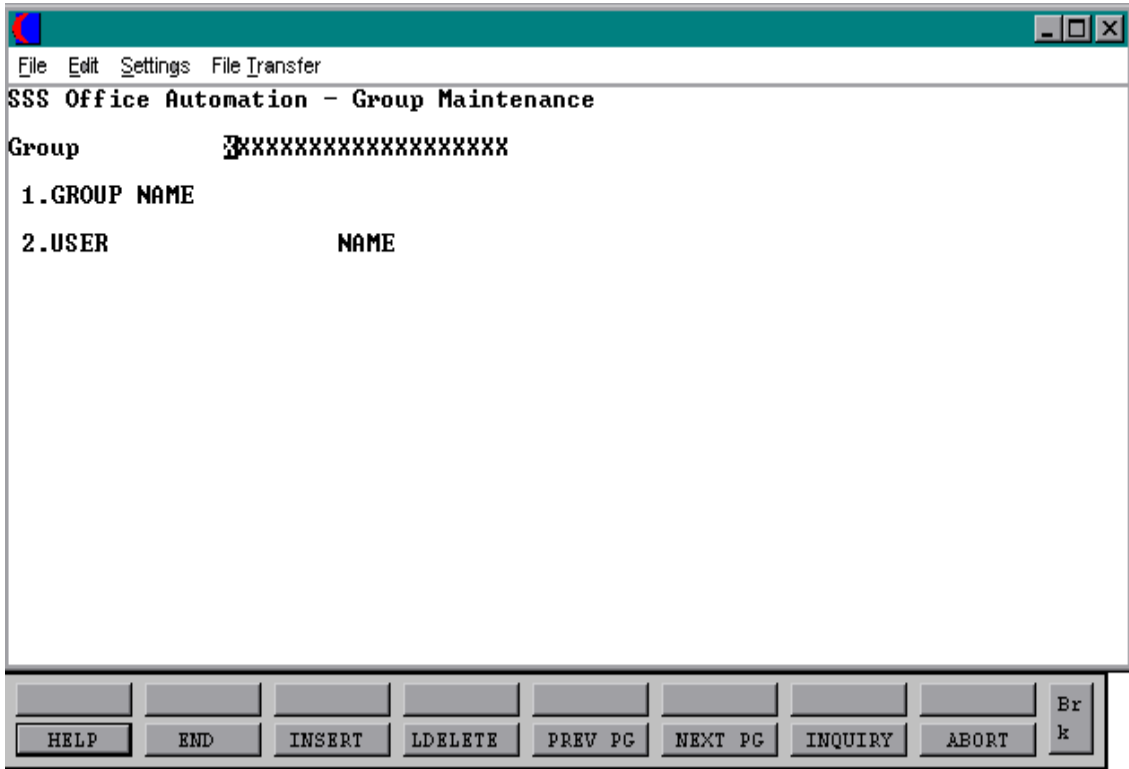 File Edit Settings File Transfer
SSS Office Automation - Group Maintenance
Group XXXXXXXXXXXXXXXXXXXX
1.GROUP NAME
2.USER NAME
Br
k
HELP END INSERT LDELETE PREV PG NEXT PG INQUIRY ABORT